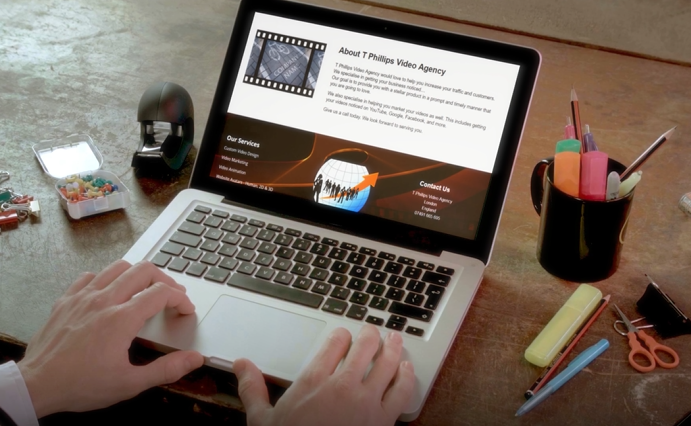 About T Phillips Video Agency
T Phillips Video Agency would love to help you increase your traffic and customers.
We specialise in getting your business noticed...
Our goal is to provide you with a stellar product in a prompt and timely manner that
you are going to love.
We also specialise in helping you market your videos as well. This includes getting
your videos noticed on YouTube, Google, Facebook, and more.
Give us a call today. We look forward to serving you.
Our Services
Custom Video Design
Video Marketing
Video Animation
Contact Us
T Phillips Video Agency
London
England